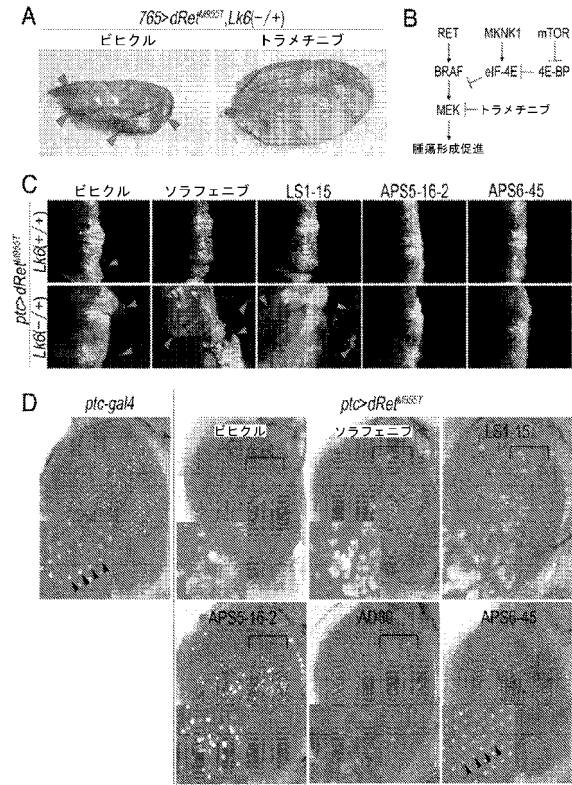 A
765>dRet^M955T,Lk6(-/+)
ビヒクル
トラメチニブ
B
RET
MKNK1
mTOR
BRAF
eIF-4E
4E-BP
MEK
トラメチニブ
腫瘍形成促進
C
ビヒクル
ソラフェニブ
LS1-15
APS5-16-2
APS6-45
ptc>dRet^M955T
Lk6(+/+)
Lk6(-/+)
D
ptc-gal4
ptc>dRet^M955T
ビヒクル
ソラフェニブ
LS1-15
APS5-16-2
AD80
APS6-45